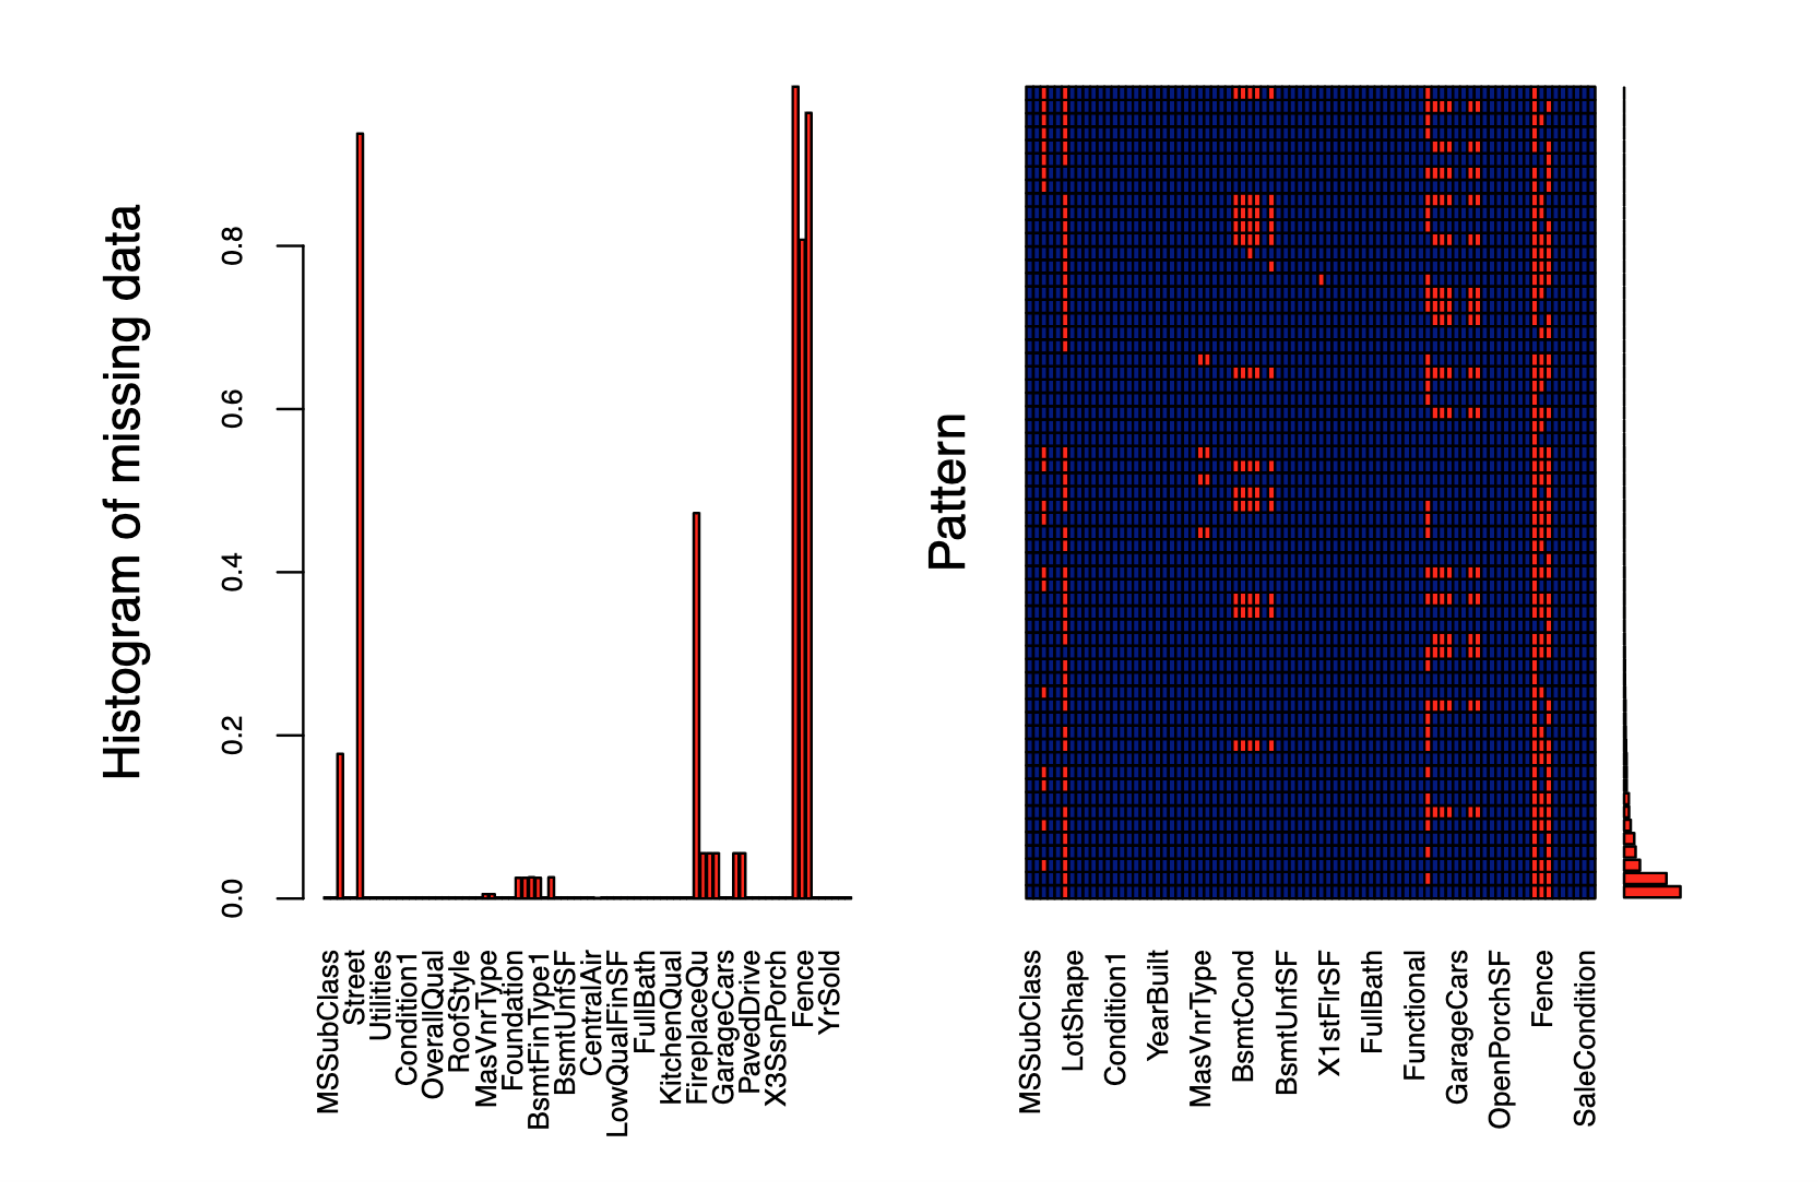 Histogram of missing data
0.8
0.6
0.4
0.2
0.0
MSSubClass
Street
Utilities
Condition1
OverallQual
RoofStyle
MasVnrType
Foundation
BsmtFinType1
BsmtUnfSF
CentralAir
LowQualFinSF
FullBath
KitchenQual
FireplaceQu
GarageCars
PavedDrive
X3SsnPorch
Fence
YrSold
Pattern
MSSubClass
LotShape
Condition1
YearBuilt
MasVnrType
BsmtCond
BsmtUnfSF
X1stFlrSF
FullBath
Functional
GarageCars
OpenPorchSF
Fence
SaleCondition